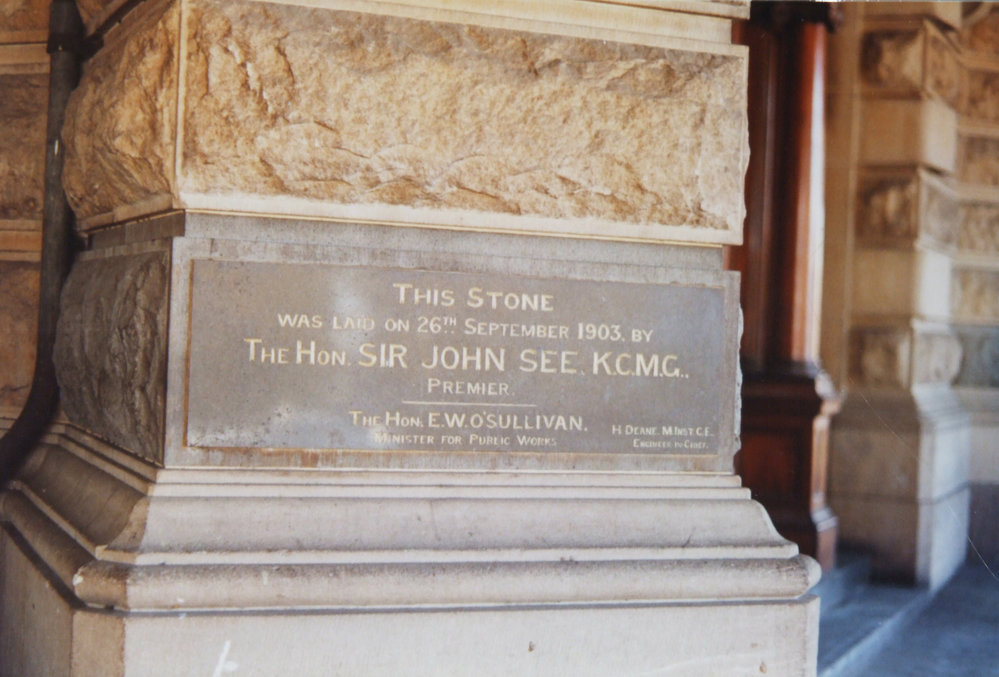 THIS STONE
WAS LAID ON 26TH SEPTEMBER 1903. BY
THE HON. SIR JOHN SEE. K.C.M.G..
PREMIER.
THE HON. E.W.O'SULLIVAN.
MINISTER FOR PUBLIC WORKS
H DEANE. M.INST.C.E..
ENGINEER-IN-CHIEF.